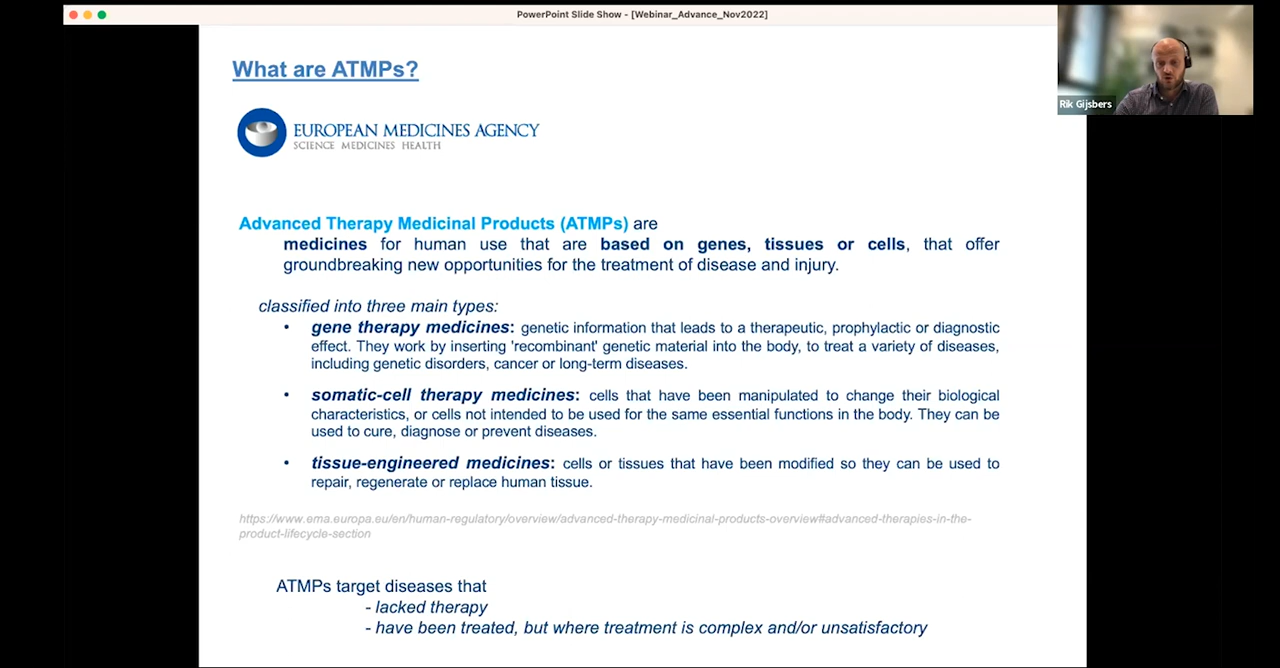 PowerPoint Slide Show - [Webinar_Advance_Nov2022]
Rik Gijsbers
What are ATMPs?
EUROPEAN MEDICINES AGENCY
SCIENCE MEDICINES HEALTH
Advanced Therapy Medicinal Products (ATMPs) are
medicines for human use that are based on genes, tissues or cells, that offer
groundbreaking new opportunities for the treatment of disease and injury.
classified into three main types:
• gene therapy medicines: genetic information that leads to a therapeutic, prophylactic or diagnostic
effect. They work by inserting 'recombinant' genetic material into the body, to treat a variety of diseases,
including genetic disorders, cancer or long-term diseases.
• somatic-cell therapy medicines: cells that have been manipulated to change their biological
characteristics, or cells not intended to be used for the same essential functions in the body. They can be
used to cure, diagnose or prevent diseases.
• tissue-engineered medicines: cells or tissues that have been modified so they can be used to
repair, regenerate or replace human tissue.
https://www.ema.europa.eu/en/human-regulatory/overview/advanced-therapy-medicinal-products-overview#advanced-therapies-in-the-
product-lifecycle-section
ATMPs target diseases that
- lacked therapy
- have been treated, but where treatment is complex and/or unsatisfactory